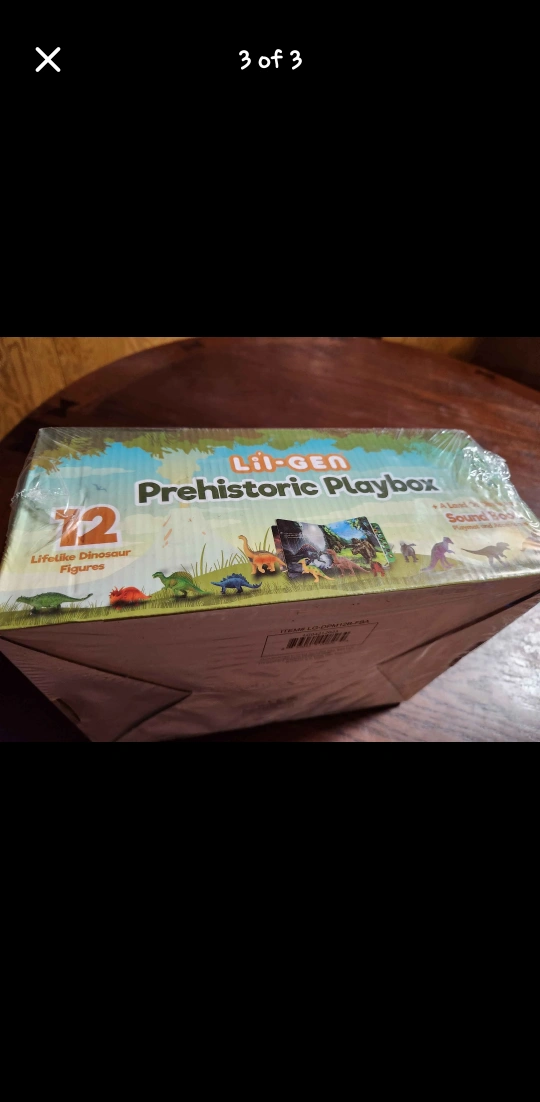 3 of 3
Lil-GEN
Prehistoric Playbox
12
Lifelike Dinosaur
Figures
Sound